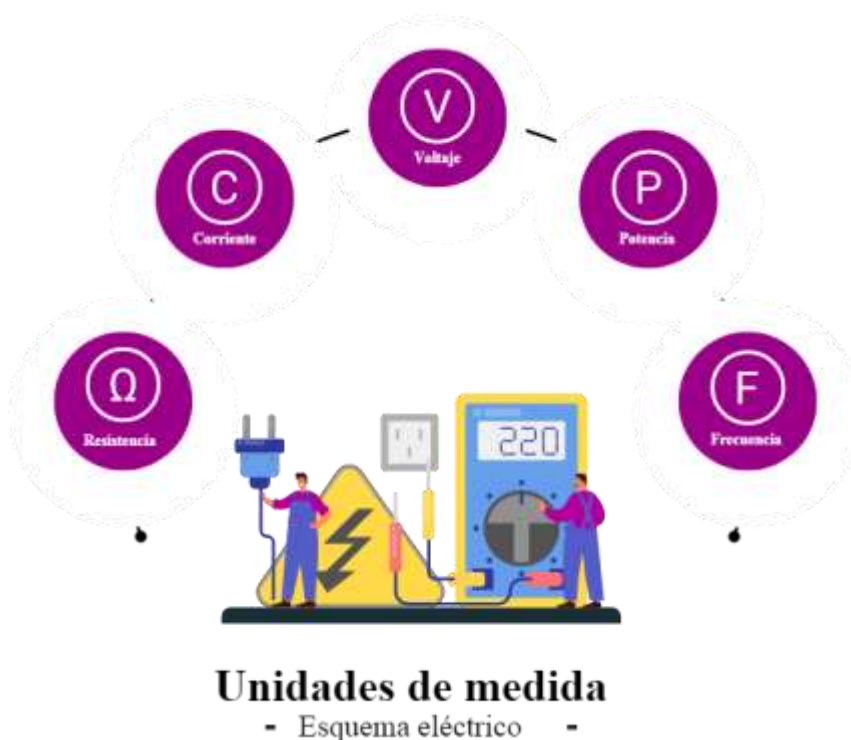 V
Voltaje
C
Corriente
P
Potencia
Ω
Resistencia
F
Frecuencia
220
Unidades de medida
- Esquema eléctrico -